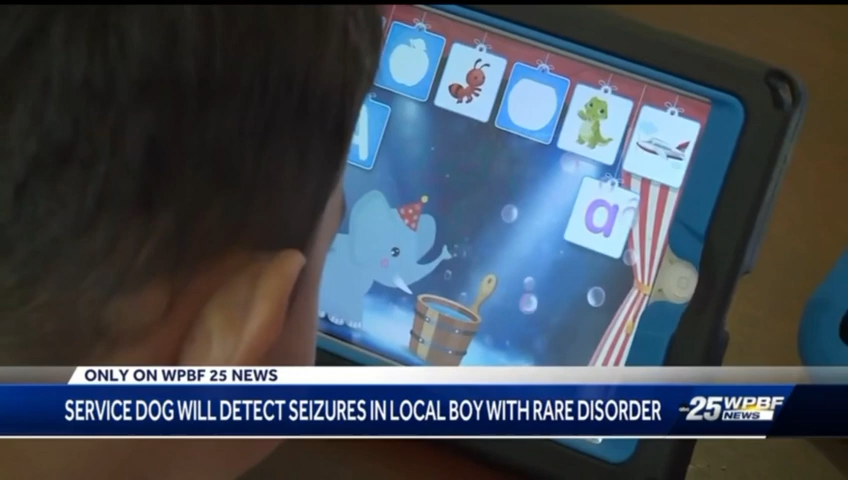 A
a
ONLY ON WPBF 25 NEWS
SERVICE DOG WILL DETECT SEIZURES IN LOCAL BOY WITH RARE DISORDER
abc 25 WPBF NEWS